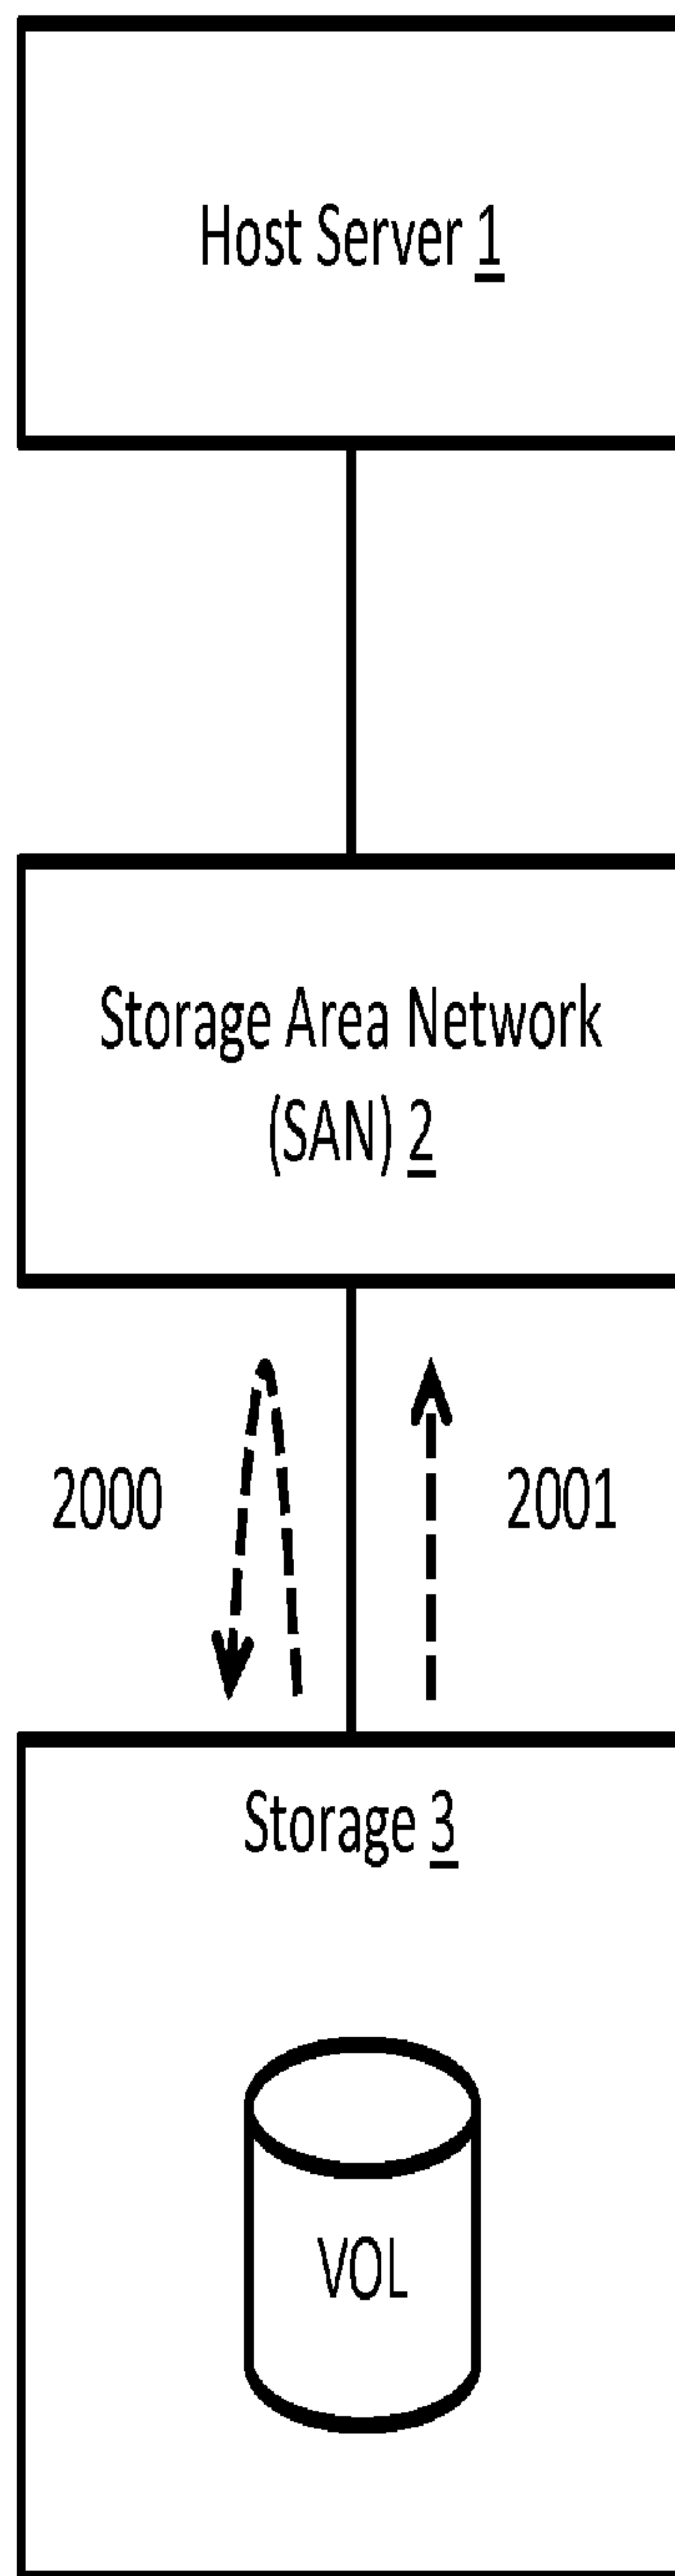 Host Server 1
Storage Area Network
(SAN) 2
2000
2001
Storage 3
VOL